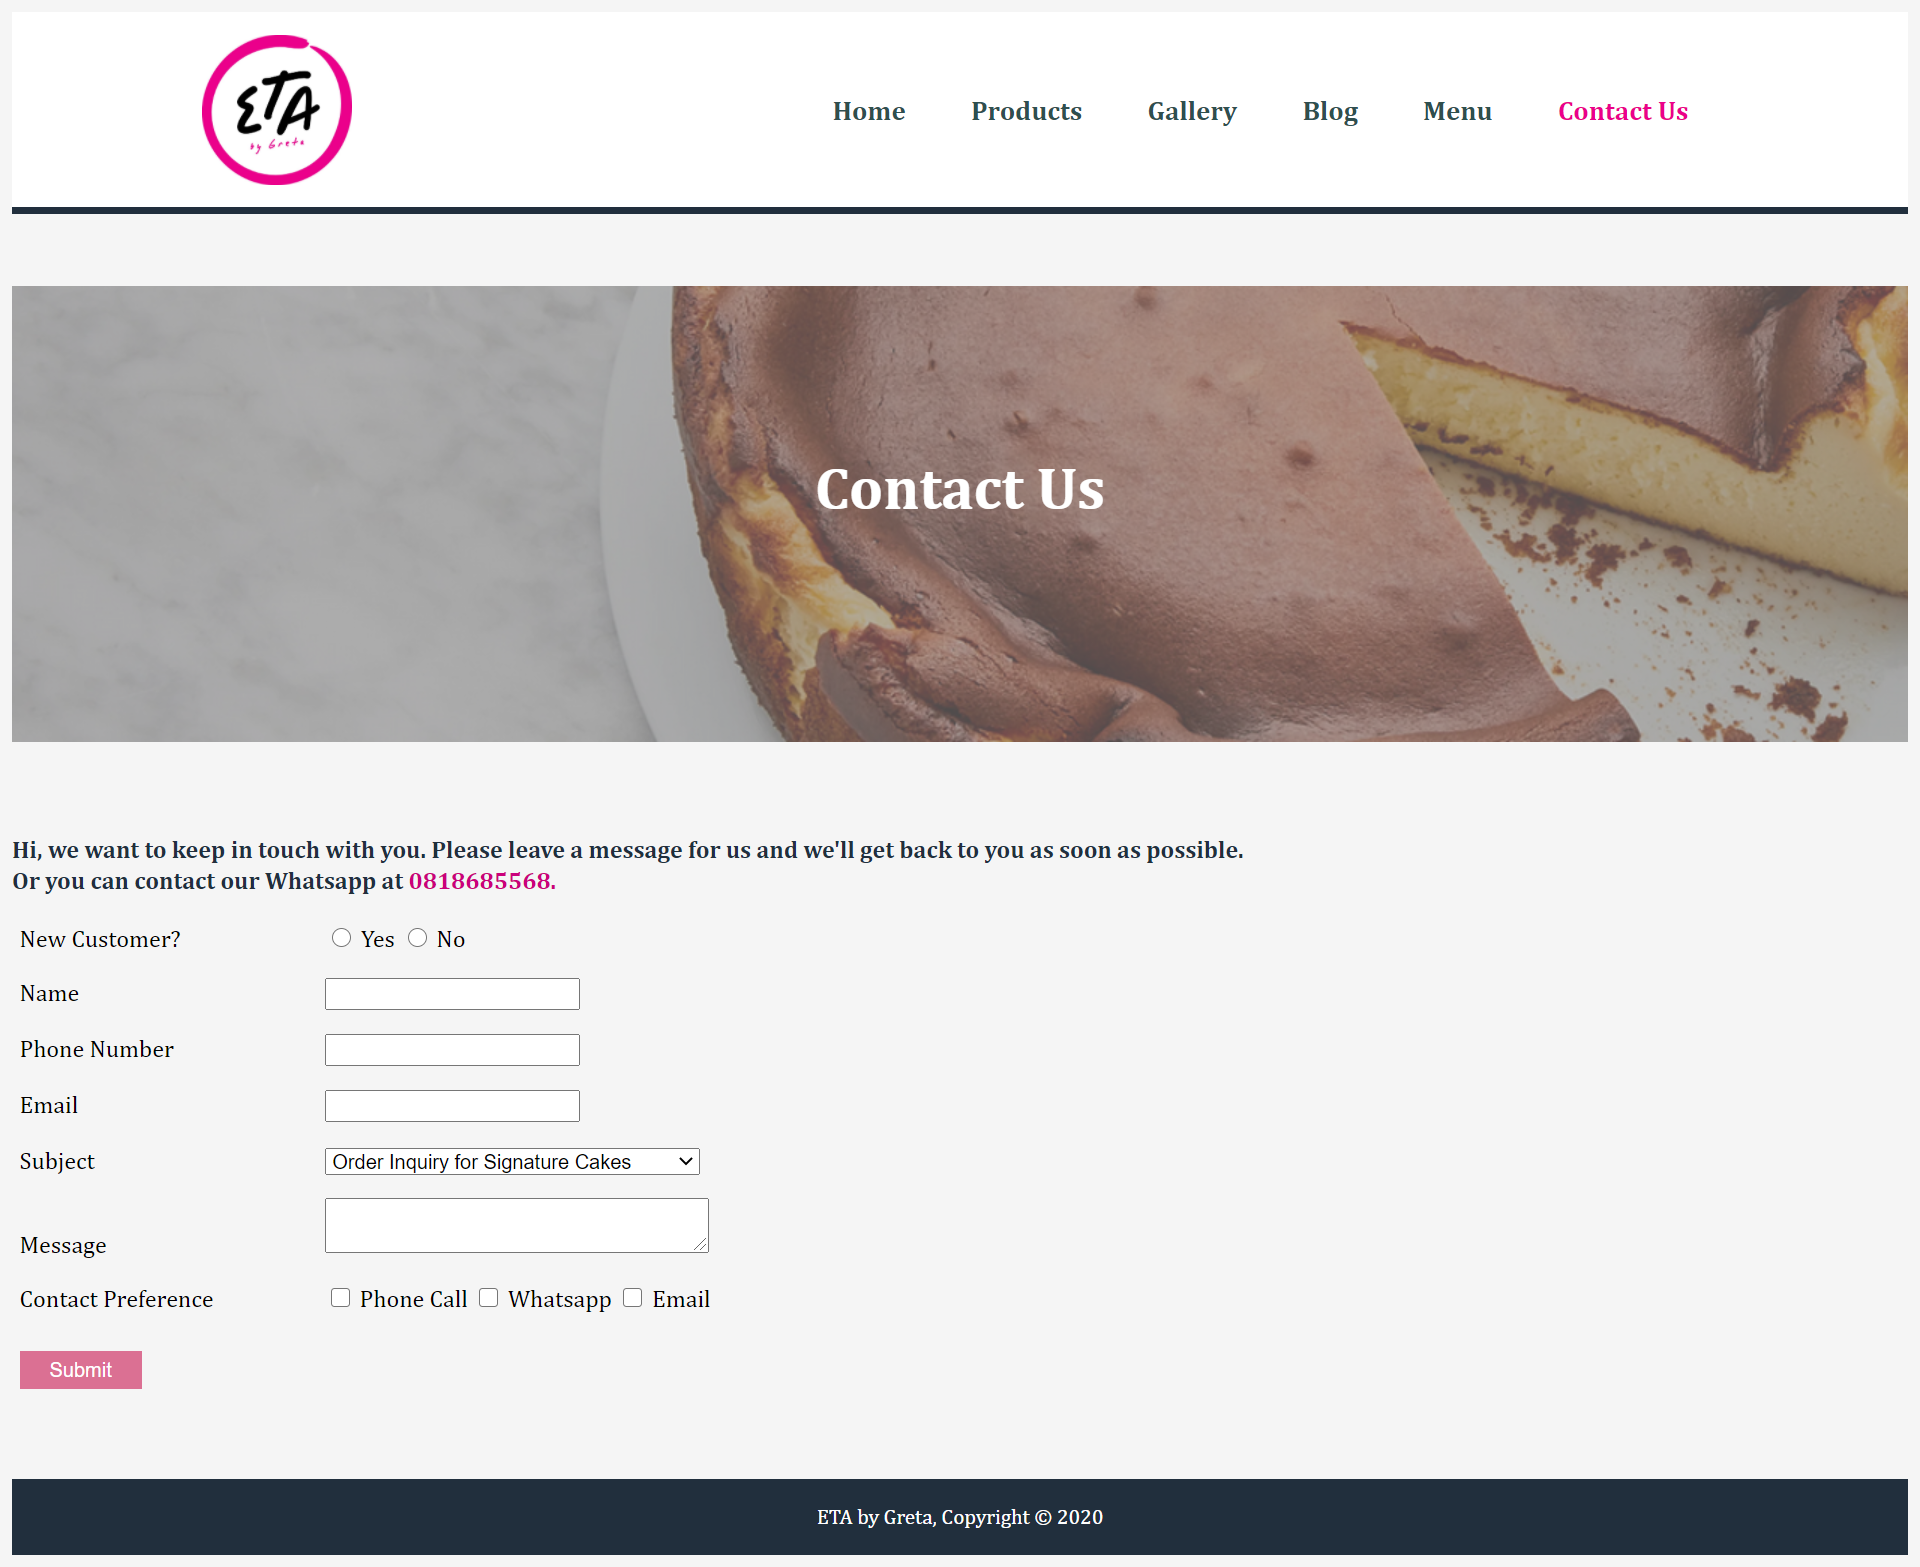 ETA
by Greta
Home Products Gallery Blog Menu Contact Us
Contact Us
Hi, we want to keep in touch with you. Please leave a message for us and we'll get back to you as soon as possible.
Or you can contact our Whatsapp at 0818685568.
New Customer? Yes No
Name
Phone Number
Email
Subject Order Inquiry for Signature Cakes
Message
Contact Preference Phone Call Whatsapp Email
Submit
ETA by Greta, Copyright © 2020